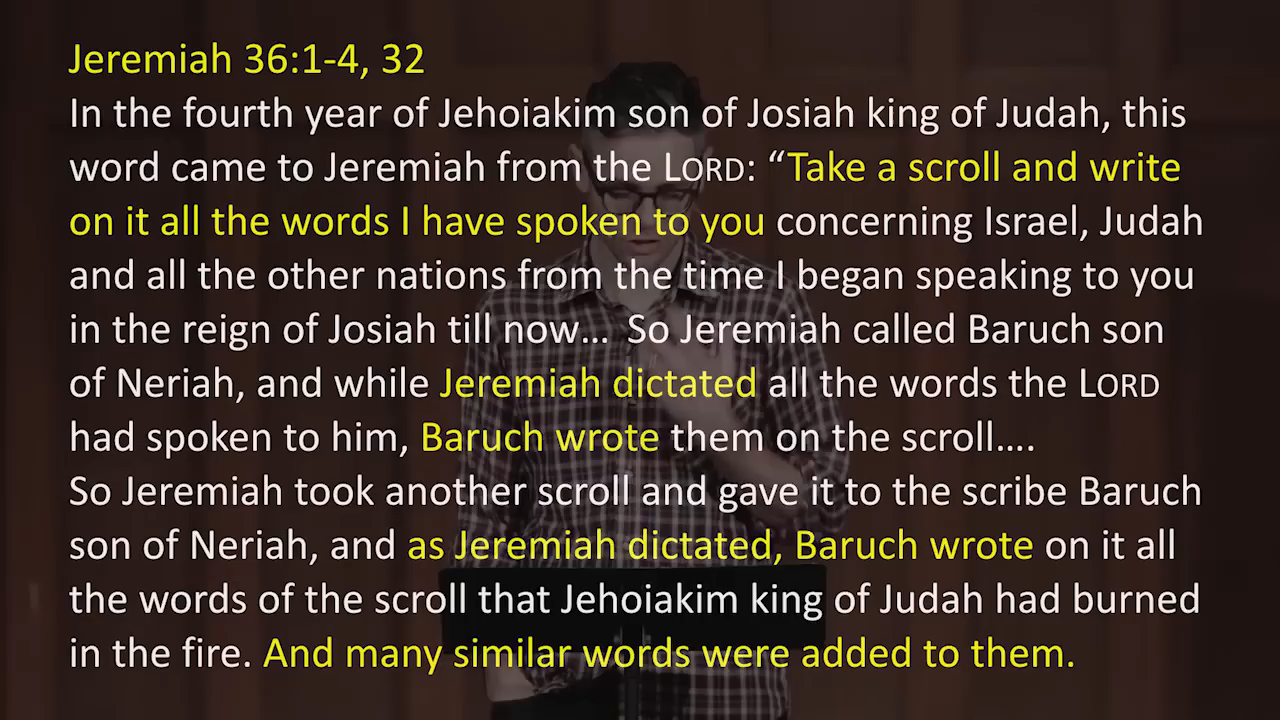 Jeremiah 36:1-4, 32
In the fourth year of Jehoiakim son of Josiah king of Judah, this
word came to Jeremiah from the LORD: “Take a scroll and write
on it all the words I have spoken to you concerning Israel, Judah
and all the other nations from the time I began speaking to you
in the reign of Josiah till now… So Jeremiah called Baruch son
of Neriah, and while Jeremiah dictated all the words the LORD
had spoken to him, Baruch wrote them on the scroll….
So Jeremiah took another scroll and gave it to the scribe Baruch
son of Neriah, and as Jeremiah dictated, Baruch wrote on it all
the words of the scroll that Jehoiakim king of Judah had burned
in the fire. And many similar words were added to them.